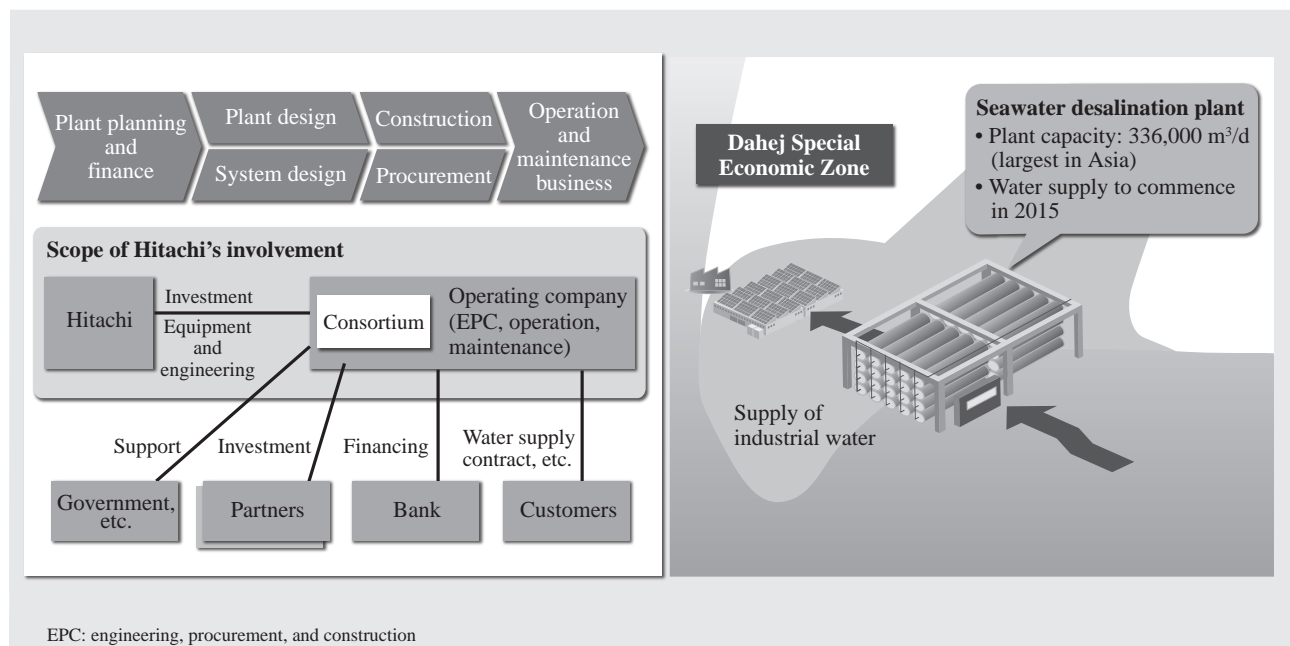 Plant planning
and
finance
Plant design
System design
Construction
Procurement
Operation
and
maintenance
business
Scope of Hitachi’s involvement
Hitachi
Investment
Equipment
and
engineering
Consortium
Operating company
(EPC, operation,
maintenance)
Support
Investment
Financing
Water supply
contract, etc.
Government,
etc.
Partners
Bank
Customers
Dahej Special
Economic Zone
Seawater desalination plant
• Plant capacity: 336,000 m³/d
(largest in Asia)
• Water supply to commence
in 2015
Supply of
industrial water
EPC: engineering, procurement, and construction